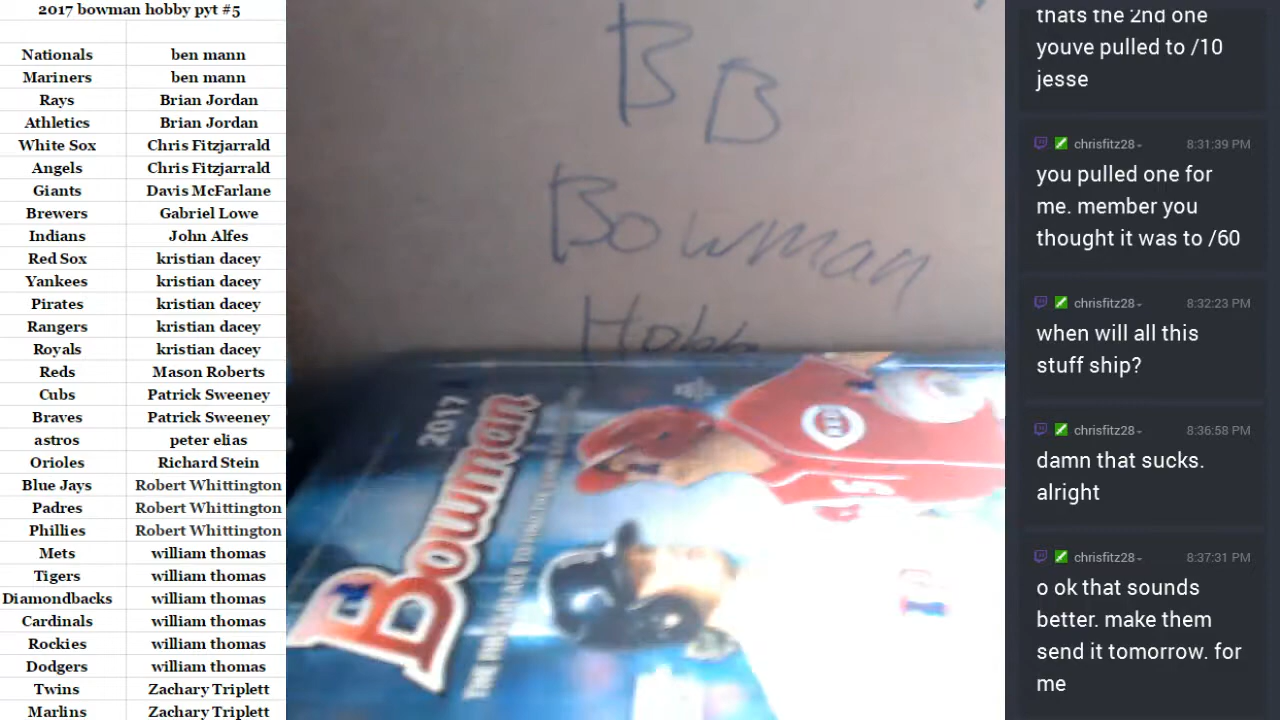 2017 bowman hobby pyt #5
Nationals ben mann
Mariners ben mann
Rays Brian Jordan
Athletics Brian Jordan
White Sox Chris Fitzjarrald
Angels Chris Fitzjarrald
Giants Davis McFarlane
Brewers Gabriel Lowe
Indians John Alfes
Red Sox kristian dacey
Yankees kristian dacey
Pirates kristian dacey
Rangers kristian dacey
Royals kristian dacey
Reds Mason Roberts
Cubs Patrick Sweeney
Braves Patrick Sweeney
astros peter elias
Orioles Richard Stein
Blue Jays Robert Whittington
Padres Robert Whittington
Phillies Robert Whittington
Mets william thomas
Tigers william thomas
Diamondbacks william thomas
Cardinals william thomas
Rockies william thomas
Dodgers william thomas
Twins Zachary Triplett
Marlins Zachary Triplett
BB
Bowman
Hobb
2017
Bowman
thats the 2nd one
youve pulled to /10
jesse
chrisfitz28 8:31:39 PM
you pulled one for
me. member you
thought it was to /60
chrisfitz28 8:32:23 PM
when will all this
stuff ship?
chrisfitz28 8:36:58 PM
damn that sucks.
alright
chrisfitz28 8:37:31 PM
o ok that sounds
better. make them
send it tomorrow. for
me